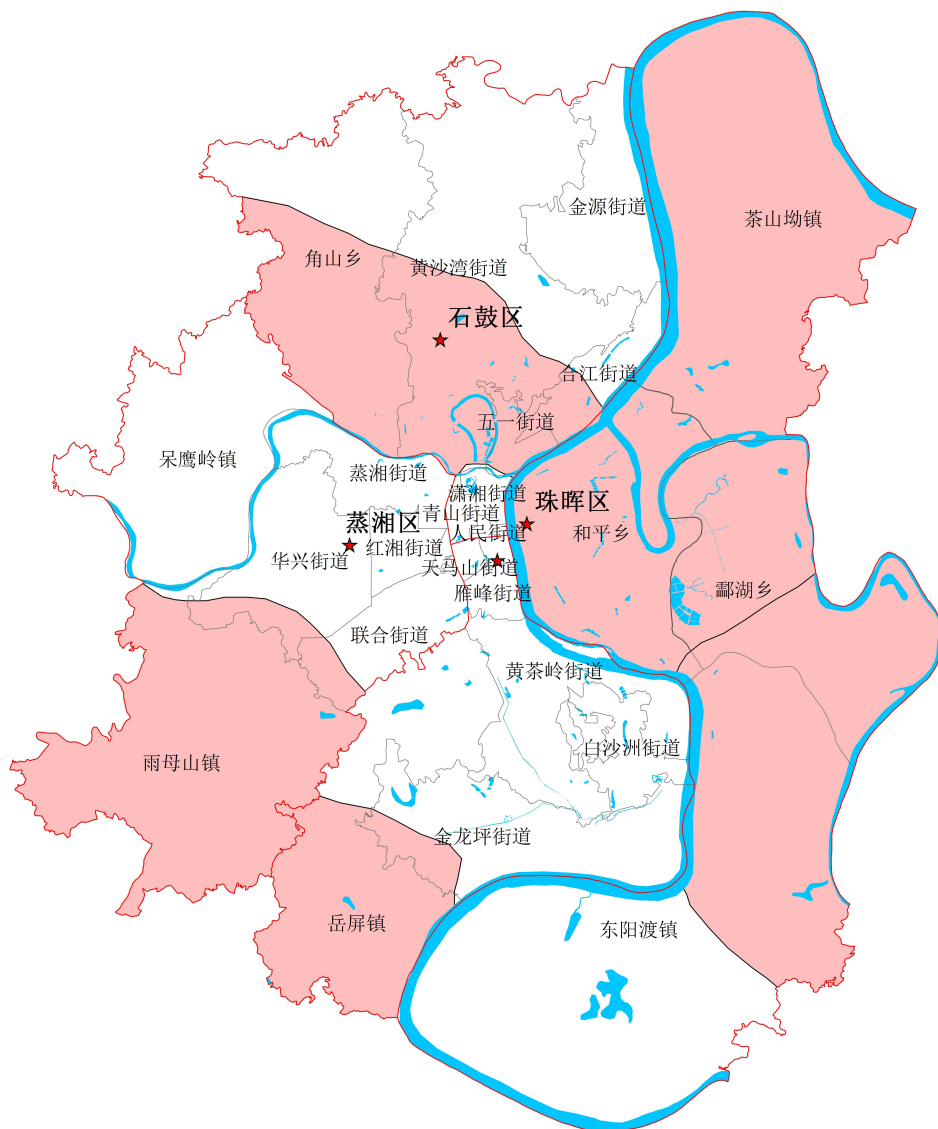 金源街道
茶山坳镇
角山乡
黄沙湾街道
石鼓区
合江街道
五一街道
呆鹰岭镇
蒸湘街道
潇湘街道
珠晖区
青山街道
蒸湘区
人民街道
和平乡
红湘街道
华兴街道
天马山街道
雁峰街道
酃湖乡
联合街道
黄茶岭街道
白沙洲街道
雨母山镇
金龙坪街道
岳屏镇
东阳渡镇